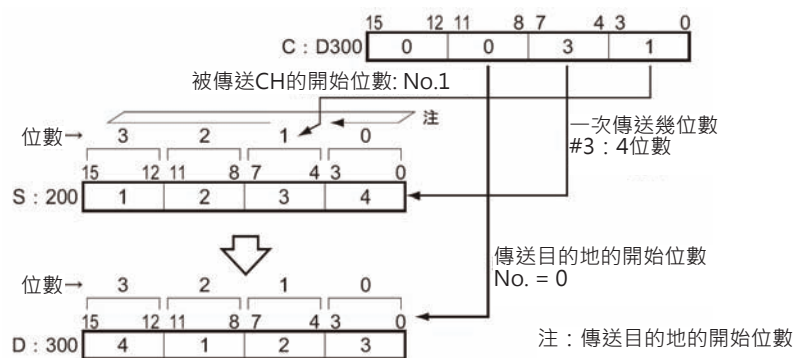 15 12 11 8 7 4 3 0
C：D300 0 0 3 1
被傳送CH的開始位數: No.1
注
位數→ 3 2 1 0
一次傳送幾位數
#3：4位數
15 12 11 8 7 4 3 0
S：200 1 2 3 4
傳送目的地的開始位數
No. = 0
位數→ 3 2 1 0
15 12 11 8 7 4 3 0
D：300 4 1 2 3
注：傳送目的地的開始位數